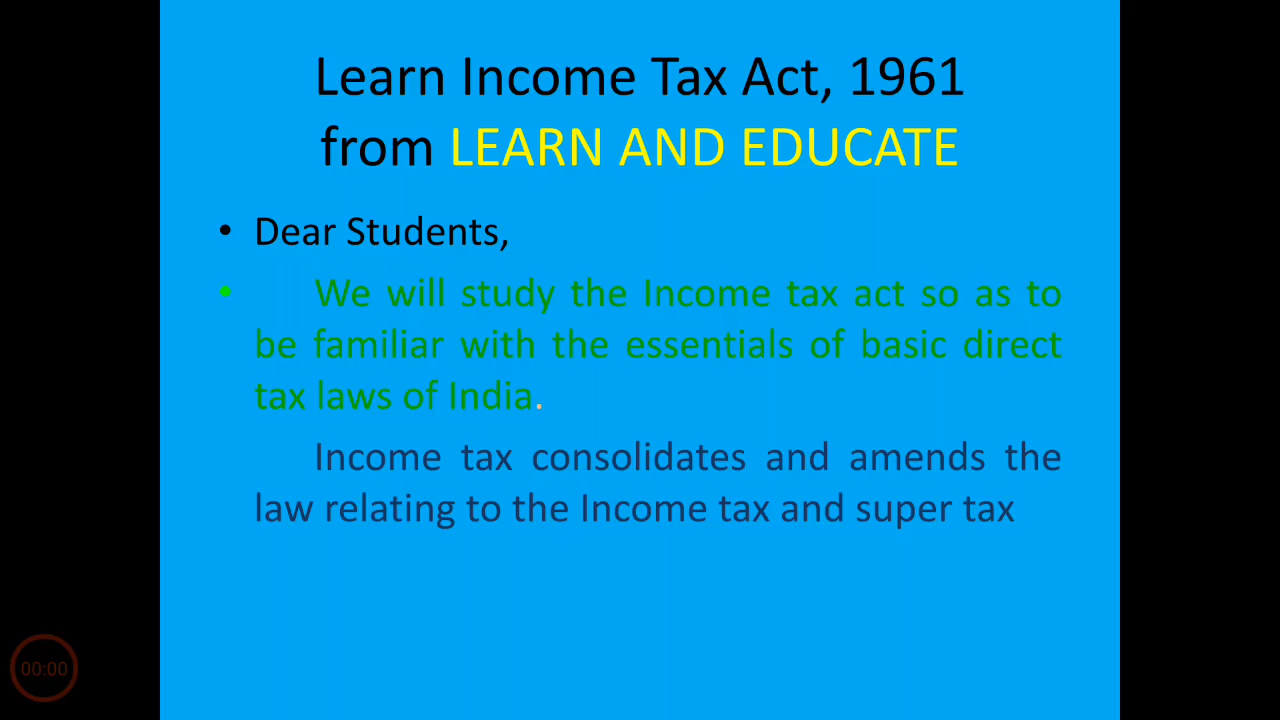 Learn Income Tax Act, 1961
from LEARN AND EDUCATE
• Dear Students,
• We will study the Income tax act so as to
be familiar with the essentials of basic direct
tax laws of India.
Income tax consolidates and amends the
law relating to the Income tax and super tax
00:00